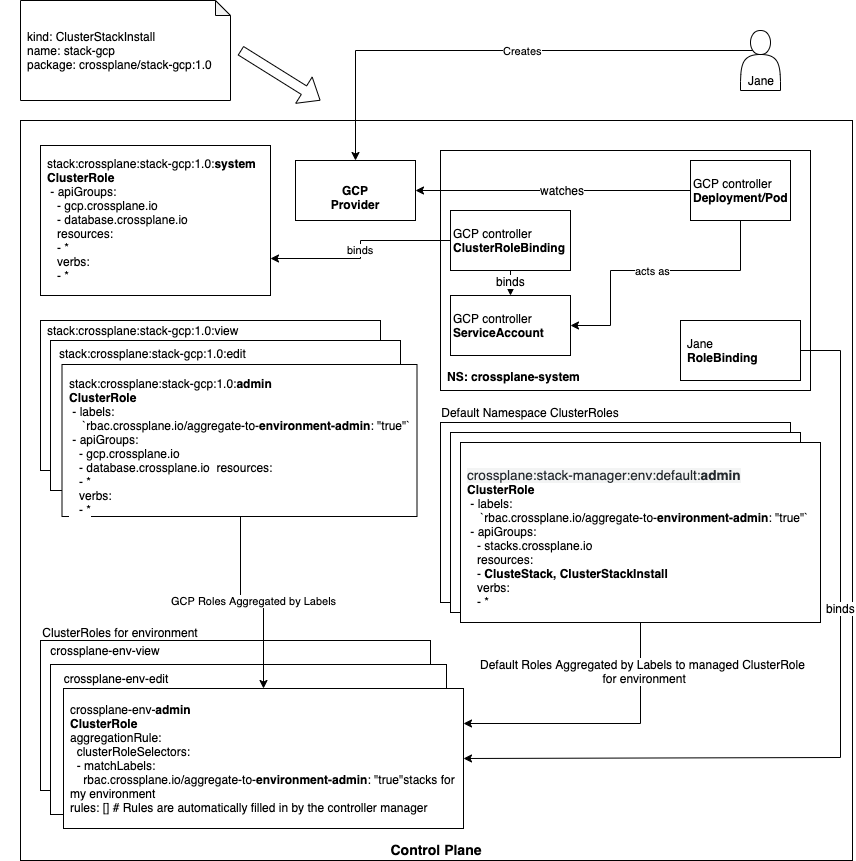 kind: ClusterStackInstall
name: stack-gcp
package: crossplane/stack-gcp:1.0
Creates
Jane
stack:crossplane:stack-gcp:1.0:system
ClusterRole
- apiGroups:
- gcp.crossplane.io
- database.crossplane.io
resources:
- *
verbs:
- *
GCP
Provider
watches
GCP controller
Deployment/Pod
GCP controller
ClusterRoleBinding
binds
binds
acts as
GCP controller
ServiceAccount
Jane
RoleBinding
NS: crossplane-system
stack:crossplane:stack-gcp:1.0:view
stack:crossplane:stack-gcp:1.0:edit
stack:crossplane:stack-gcp:1.0:admin
ClusterRole
- labels:
`rbac.crossplane.io/aggregate-to-environment-admin: "true"`
- apiGroups:
- gcp.crossplane.io
- database.crossplane.io  resources:
- *
verbs:
- *
Default Namespace ClusterRoles
crossplane:stack-manager:env:default:admin
ClusterRole
- labels:
`rbac.crossplane.io/aggregate-to-environment-admin: "true"`
- apiGroups:
- stacks.crossplane.io
resources:
- ClusteStack, ClusterStackInstall
verbs:
- *
GCP Roles Aggregated by Labels
binds
ClusterRoles for environment
crossplane-env-view
crossplane-env-edit
Default Roles Aggregated by Labels to managed ClusterRole
for environment
crossplane-env-admin
ClusterRole
aggregationRule:
clusterRoleSelectors:
- matchLabels:
rbac.crossplane.io/aggregate-to-environment-admin: "true"stacks for
my environment
rules: [] # Rules are automatically filled in by the controller manager
Control Plane